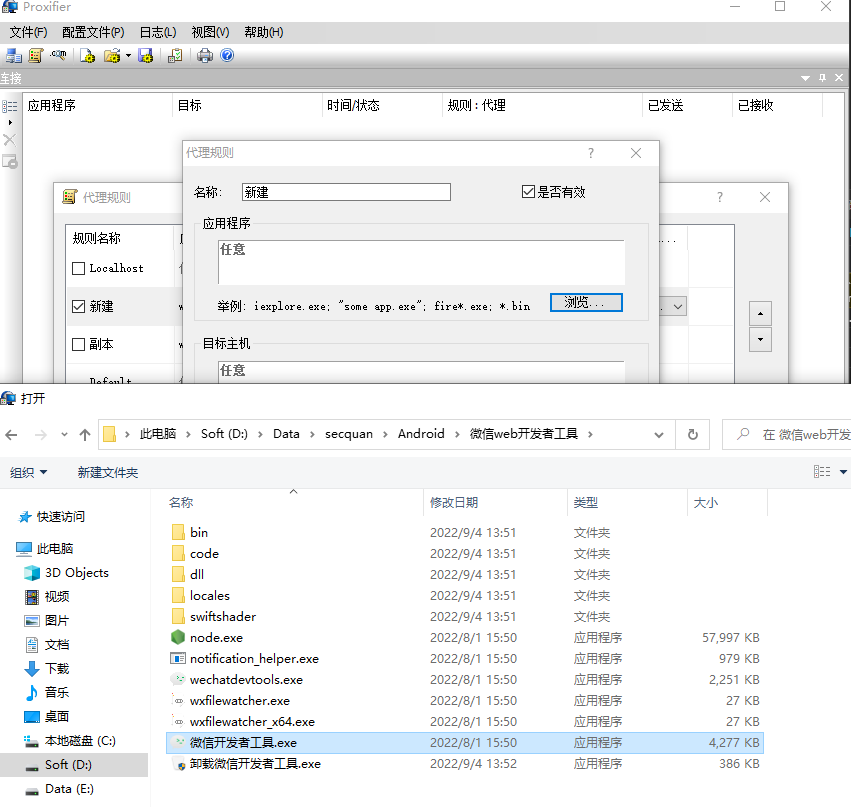 Proxifier
文件(F) 配置文件(P) 日志(L) 视图(V) 帮助(H)
连接
应用程序 目标 时间/状态 规则 : 代理 已发送 已接收
代理规则 ?
代理规则 ?
名称: 新建 是否有效
应用程序
规则名称 ...
任意
Localhost
举例: iexplore.exe; "some app.exe"; fire*.exe; *.bin 浏览...
新建
目标主机
副本
任意
Default
打开
此电脑 Soft (D:) Data secquan Android 微信web开发者工具 在 微信web开发
组织 新建文件夹
名称 修改日期 类型 大小
快速访问
此电脑
3D Objects
视频
图片
文档
下载
音乐
桌面
本地磁盘 (C:)
Soft (D:)
Data (E:)
bin 2022/9/4 13:51 文件夹
code 2022/9/4 13:51 文件夹
dll 2022/9/4 13:51 文件夹
locales 2022/9/4 13:51 文件夹
swiftshader 2022/9/4 13:51 文件夹
node.exe 2022/8/1 15:50 应用程序 57,997 KB
notification_helper.exe 2022/8/1 15:50 应用程序 979 KB
wechatdevtools.exe 2022/8/1 15:50 应用程序 2,251 KB
wxfilewatcher.exe 2022/8/1 15:50 应用程序 27 KB
wxfilewatcher_x64.exe 2022/8/1 15:50 应用程序 27 KB
微信开发者工具.exe 2022/8/1 15:50 应用程序 4,277 KB
卸载微信开发者工具.exe 2022/9/4 13:52 应用程序 386 KB